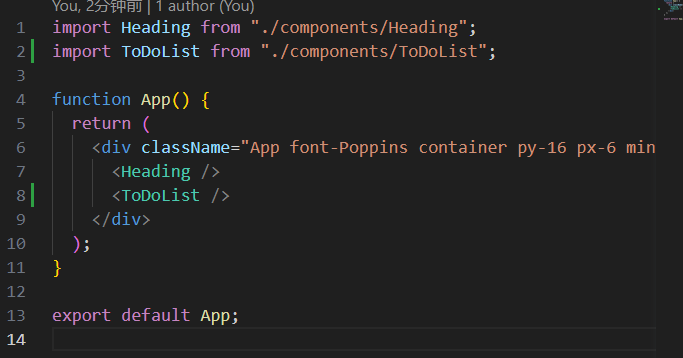 You, 2分钟前 | 1 author (You)
1 import Heading from "./components/Heading";
2 import ToDoList from "./components/ToDoList";
3
4 function App() {
5   return (
6     <div className="App font-Poppins container py-16 px-6 min
7       <Heading />
8       <ToDoList />
9     </div>
10   );
11 }
12
13 export default App;
14